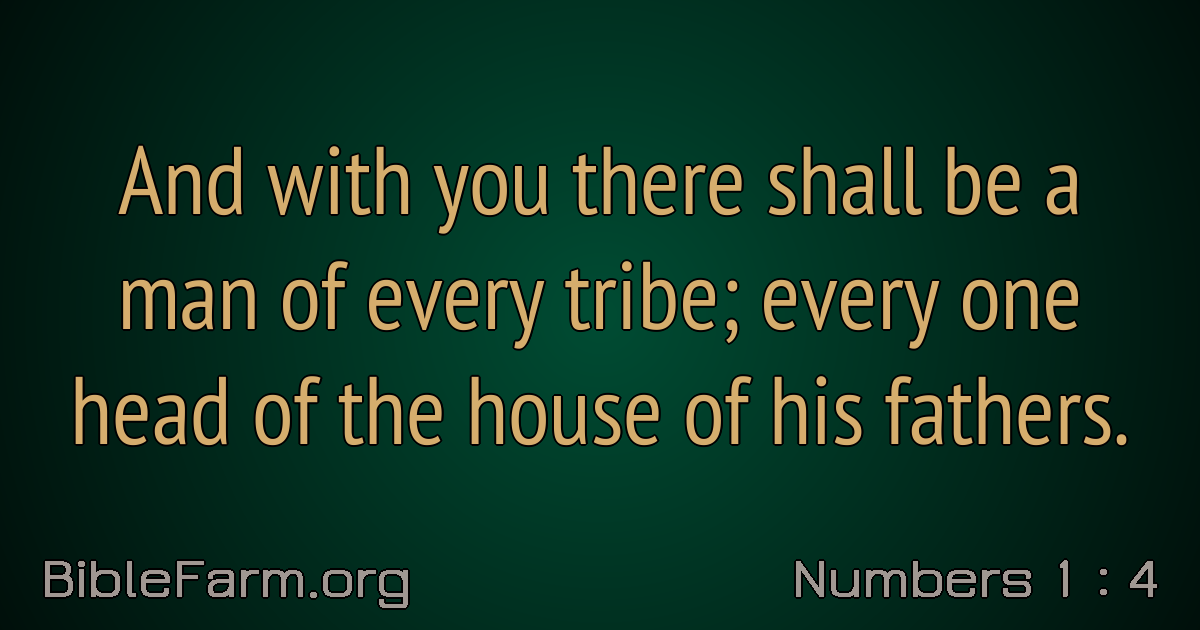 And with you there shall be a
man of every tribe; every one
head of the house of his fathers.
BibleFarm.org
Numbers 1 : 4